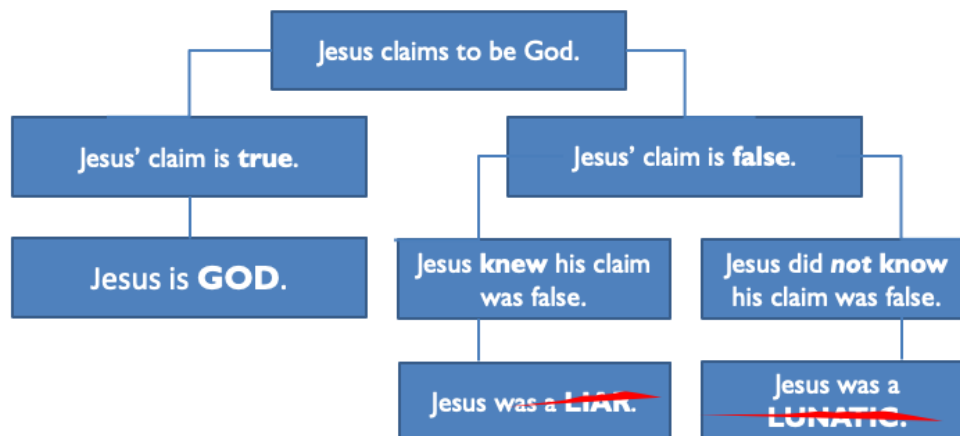 Jesus claims to be God.
Jesus’ claim is true.
Jesus’ claim is false.
Jesus is GOD.
Jesus knew his claim
was false.
Jesus did not know
his claim was false.
Jesus was a LIAR.
Jesus was a
LUNATIC.